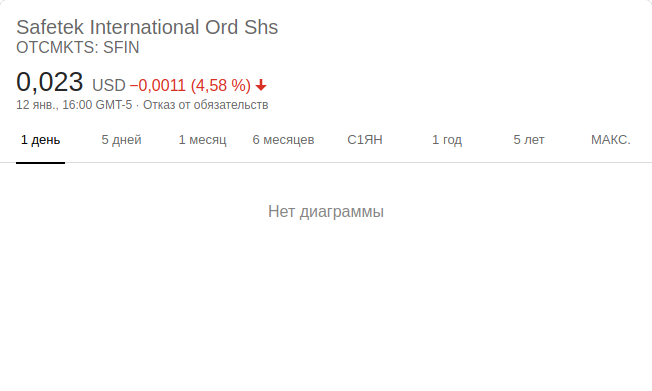 Safetek International Ord Shs
OTCMKTS: SFIN
0,023 USD −0,0011 (4,58 %)
12 янв., 16:00 GMT-5 · Отказ от обязательств
1 день 5 дней 1 месяц 6 месяцев С1ЯН 1 год 5 лет МАКС.
Нет диаграммы